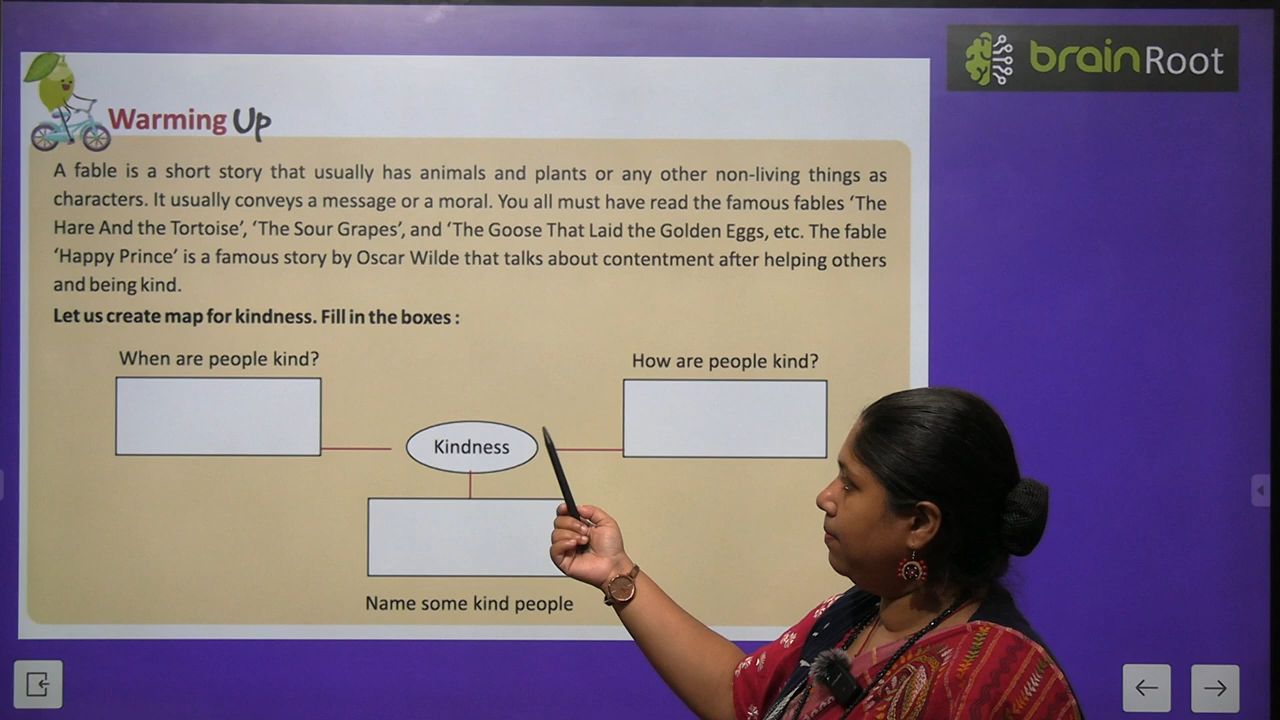 brainRoot
Warming Up
A fable is a short story that usually has animals and plants or any other non-living things as
characters. It usually conveys a message or a moral. You all must have read the famous fables ‘The
Hare And the Tortoise’, ‘The Sour Grapes’, and ‘The Goose That Laid the Golden Eggs, etc. The fable
‘Happy Prince’ is a famous story by Oscar Wilde that talks about contentment after helping others
and being kind.
Let us create map for kindness. Fill in the boxes :
When are people kind?
How are people kind?
Kindness
Name some kind people